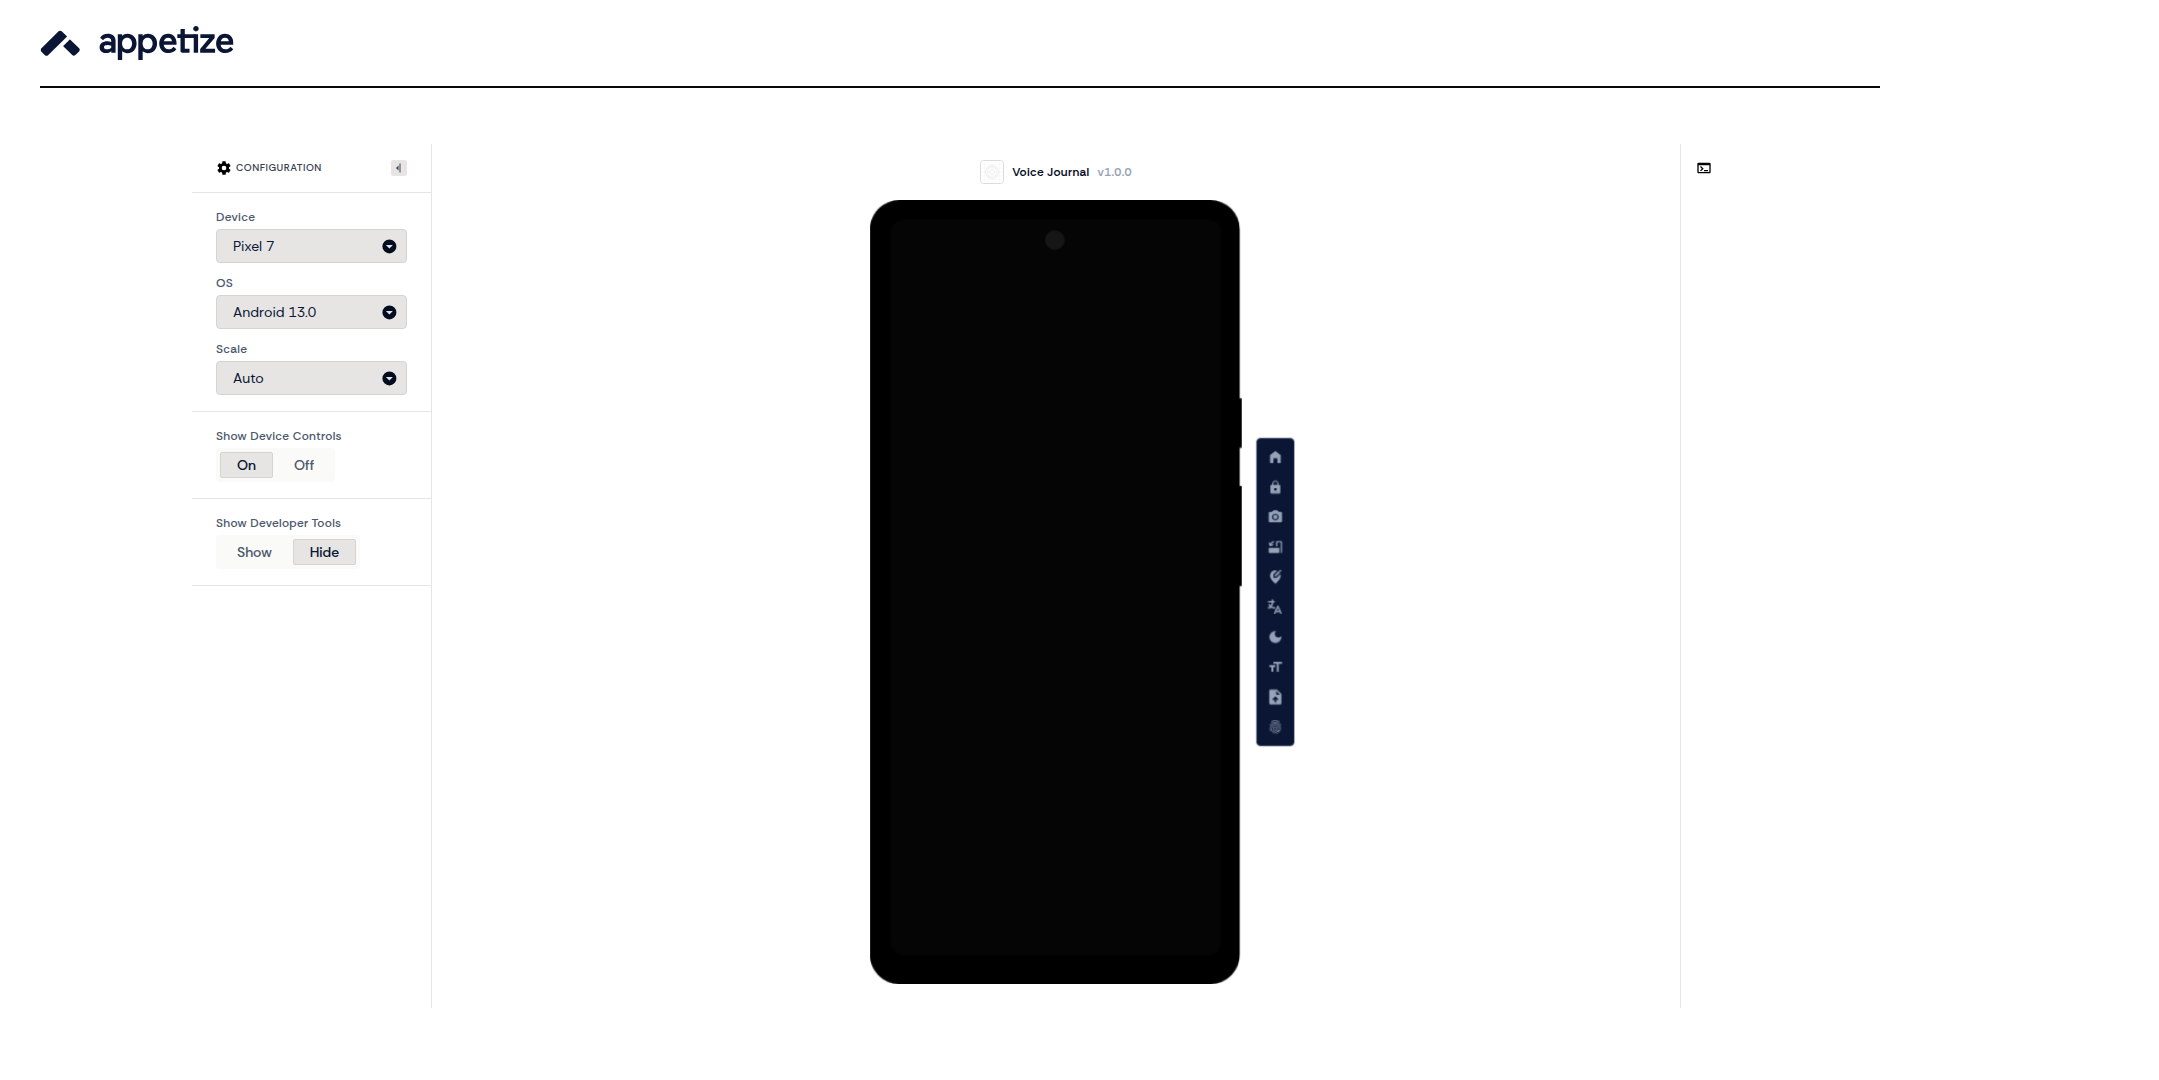 appetize
CONFIGURATION
Device
Pixel 7
OS
Android 13.0
Scale
Auto
Show Device Controls
On Off
Show Developer Tools
Show Hide
Voice Journal v1.0.0